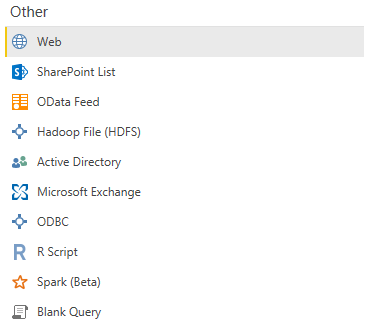 Other
Web
SharePoint List
OData Feed
Hadoop File (HDFS)
Active Directory
Microsoft Exchange
ODBC
R Script
Spark (Beta)
Blank Query